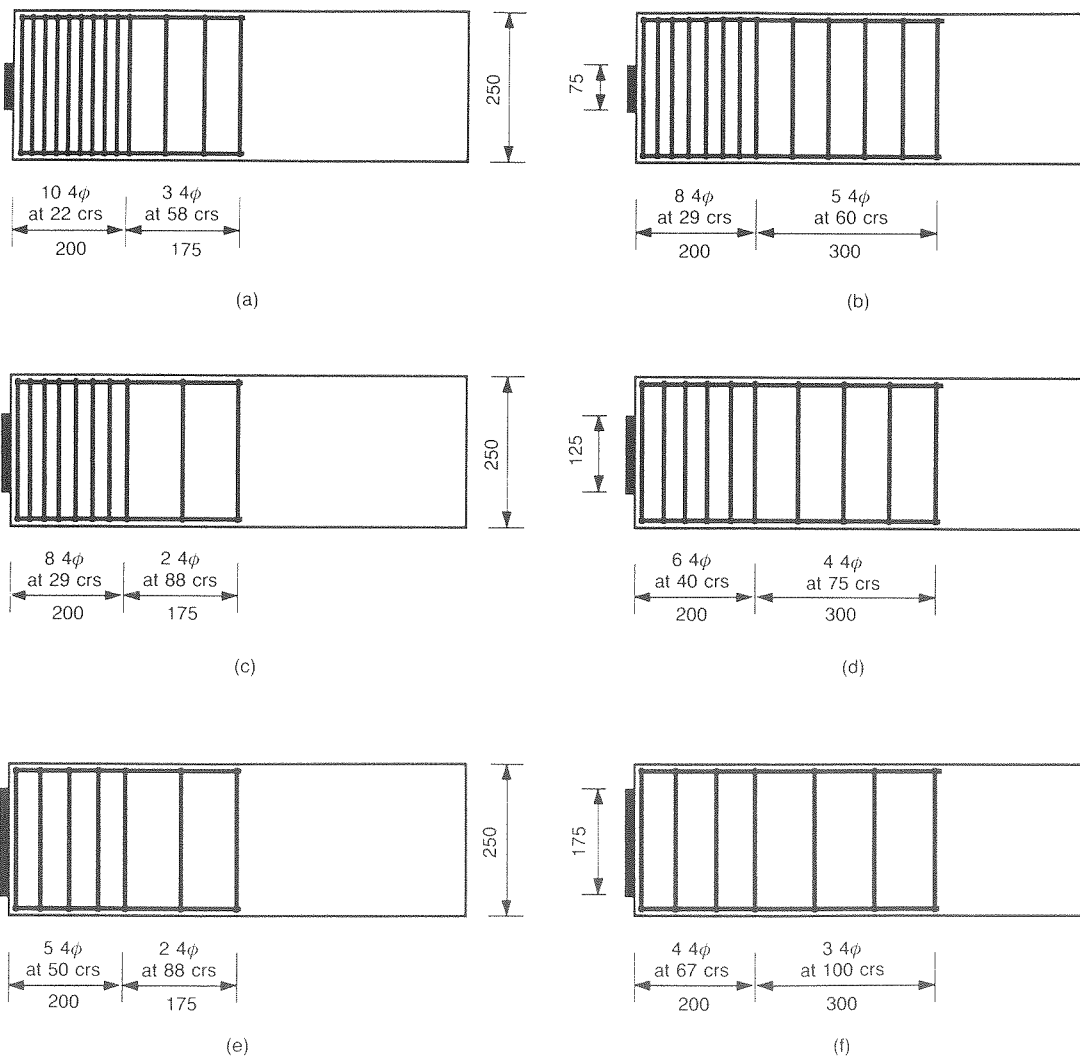 250
10 4φ
at 22 crs
3 4φ
at 58 crs
200
175
(a)
75
8 4φ
at 29 crs
5 4φ
at 60 crs
200
300
(b)
250
8 4φ
at 29 crs
2 4φ
at 88 crs
200
175
(c)
125
6 4φ
at 40 crs
4 4φ
at 75 crs
200
300
(d)
250
5 4φ
at 50 crs
2 4φ
at 88 crs
200
175
(e)
175
4 4φ
at 67 crs
3 4φ
at 100 crs
200
300
(f)